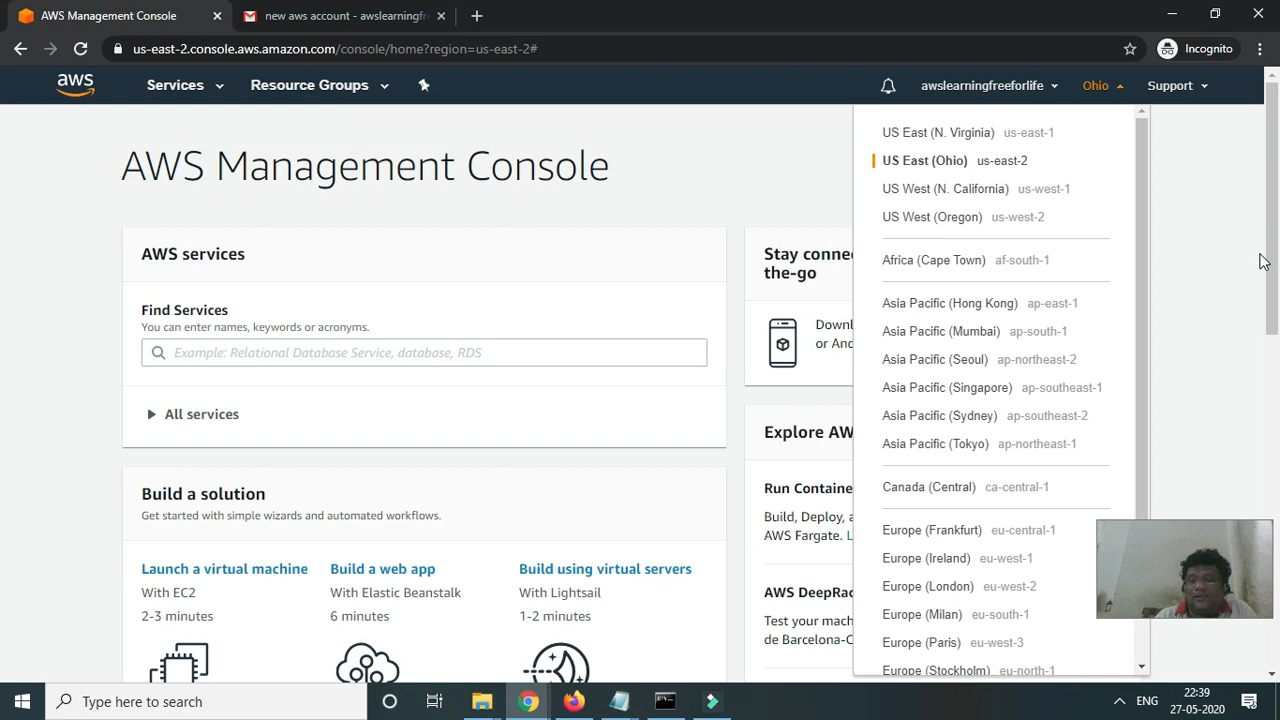 AWS Management Console
new aws account - awslearningfr
us-east-2.console.aws.amazon.com/console/home?region=us-east-2#
Incognito
aws
Services
Resource Groups
awslearningfreeforlife
Ohio
Support
AWS Management Console
AWS services
Find Services
You can enter names, keywords or acronyms.
Example: Relational Database Service, database, RDS
All services
Build a solution
Get started with simple wizards and automated workflows.
Launch a virtual machine
With EC2
2-3 minutes
Build a web app
With Elastic Beanstalk
6 minutes
Build using virtual servers
With Lightsail
1-2 minutes
Stay conne
the-go
Downl
or And
Explore AW
Run Containe
Build, Deploy, a
AWS Fargate. L
AWS DeepRac
Test your mach
de Barcelona-C
US East (N. Virginia) us-east-1
US East (Ohio) us-east-2
US West (N. California) us-west-1
US West (Oregon) us-west-2
Africa (Cape Town) af-south-1
Asia Pacific (Hong Kong) ap-east-1
Asia Pacific (Mumbai) ap-south-1
Asia Pacific (Seoul) ap-northeast-2
Asia Pacific (Singapore) ap-southeast-1
Asia Pacific (Sydney) ap-southeast-2
Asia Pacific (Tokyo) ap-northeast-1
Canada (Central) ca-central-1
Europe (Frankfurt) eu-central-1
Europe (Ireland) eu-west-1
Europe (London) eu-west-2
Europe (Milan) eu-south-1
Europe (Paris) eu-west-3
Europe (Stockholm) eu-north-1
Type here to search
ENG
22:39
27-05-2020